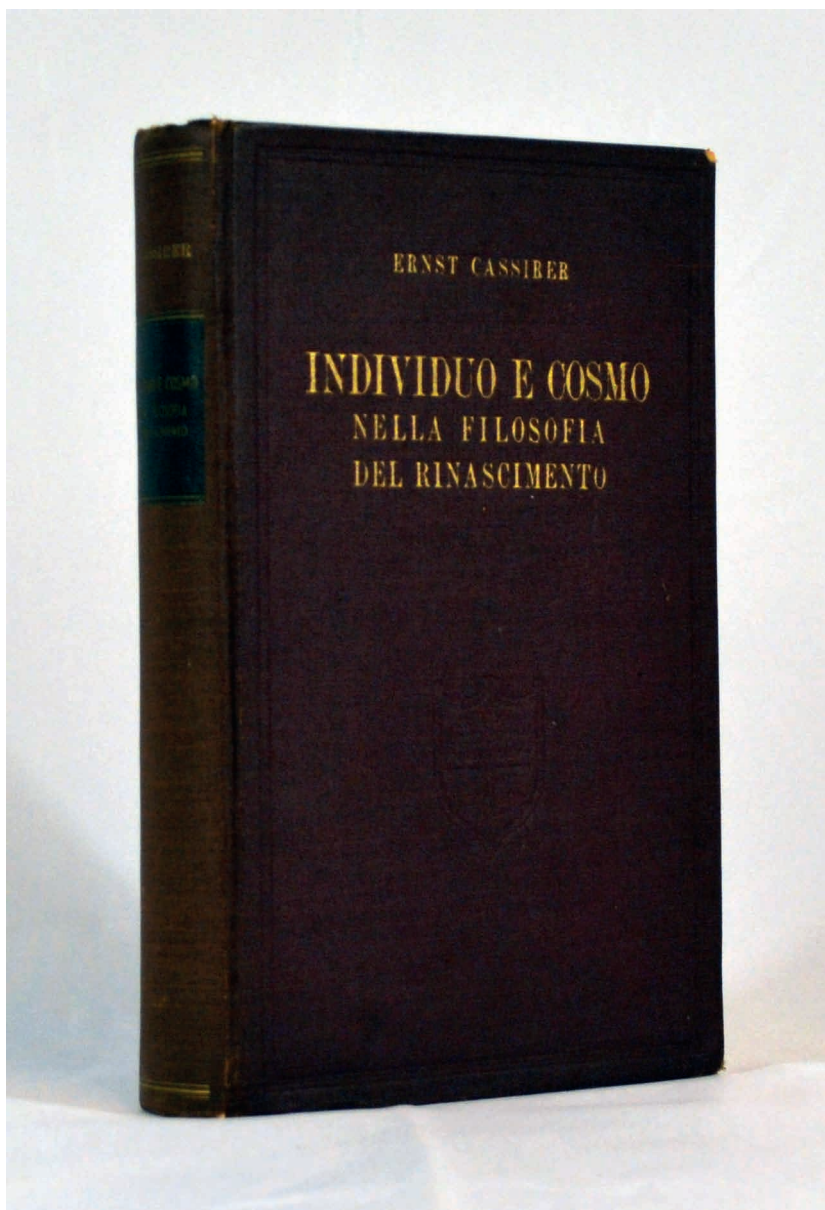 ERNST CASSIRER
INDIVIDUO E COSMO
NELLA FILOSOFIA
DEL RINASCIMENTO